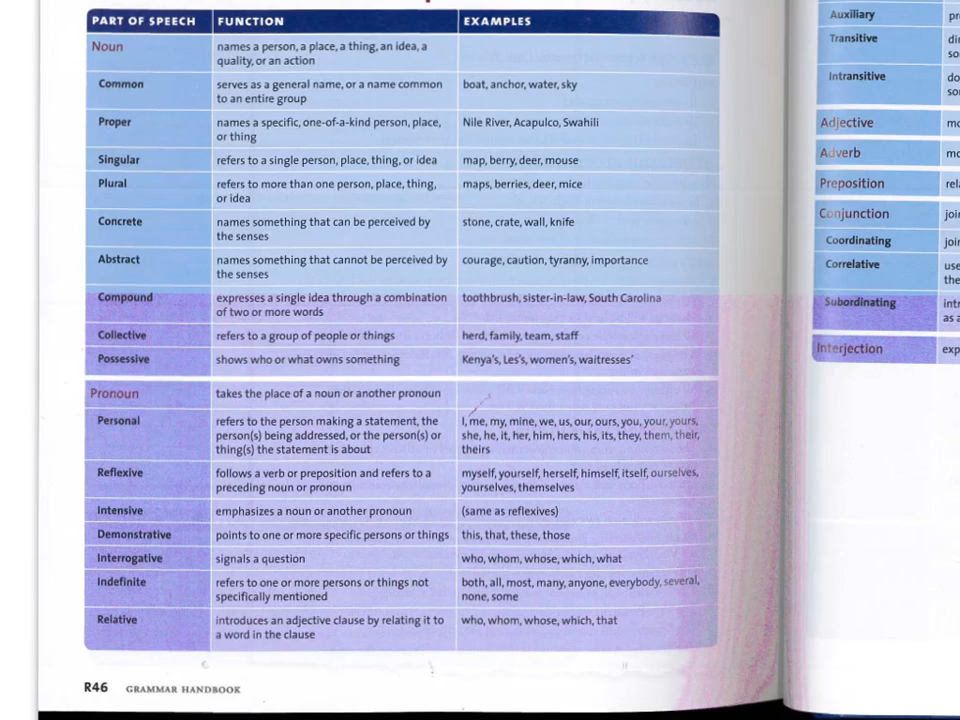 PART OF SPEECH FUNCTION EXAMPLES
Noun names a person, a place, a thing, an idea, a
quality, or an action
Common serves as a general name, or a name common boat, anchor, water, sky
to an entire group
Proper names a specific, one-of-a-kind person, place, Nile River, Acapulco, Swahili
or thing
Singular refers to a single person, place, thing, or idea map, berry, deer, mouse
Plural refers to more than one person, place, thing, maps, berries, deer, mice
or idea
Concrete names something that can be perceived by stone, crate, wall, knife
the senses
Abstract names something that cannot be perceived by courage, caution, tyranny, importance
the senses
Compound expresses a single idea through a combination toothbrush, sister-in-law, South Carolina
of two or more words
Collective refers to a group of people or things herd, family, team, staff
Possessive shows who or what owns something Kenya's, Les's, women's, waitresses'
Pronoun takes the place of a noun or another pronoun
Personal refers to the person making a statement, the I, me, my, mine, we, us, our, ours, you, your, yours,
person(s) being addressed, or the person(s) or she, he, it, her, him, hers, his, its, they, them, their,
thing(s) the statement is about theirs
Reflexive follows a verb or preposition and refers to a myself, yourself, herself, himself, itself, ourselves,
preceding noun or pronoun yourselves, themselves
Intensive emphasizes a noun or another pronoun (same as reflexives)
Demonstrative points to one or more specific persons or things this, that, these, those
Interrogative signals a question who, whom, whose, which, what
Indefinite refers to one or more persons or things not both, all, most, many, anyone, everybody, several,
specifically mentioned none, some
Relative introduces an adjective clause by relating it to who, whom, whose, which, that
a word in the clause
R46 GRAMMAR HANDBOOK
Auxiliary
Transitive
Intransitive
Adjective
Adverb
Preposition
Conjunction
Coordinating
Correlative
Subordinating
Interjection